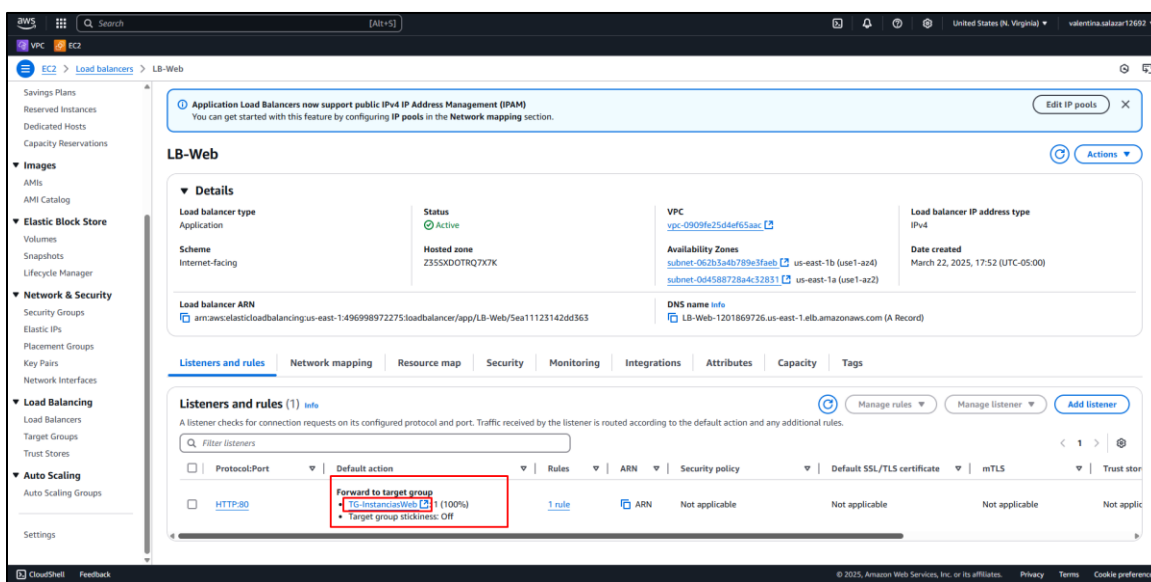 aws
Search
[Alt+S]
United States (N. Virginia)
valentina.salazar12692
VPC EC2
EC2 > Load balancers > LB-Web
Savings Plans
Reserved Instances
Dedicated Hosts
Capacity Reservations
Images
AMIs
AMI Catalog
Elastic Block Store
Volumes
Snapshots
Lifecycle Manager
Network & Security
Security Groups
Elastic IPs
Placement Groups
Key Pairs
Network Interfaces
Load Balancing
Load Balancers
Target Groups
Trust Stores
Auto Scaling
Auto Scaling Groups
Settings
Application Load Balancers now support public IPv4 IP Address Management (IPAM)
You can get started with this feature by configuring IP pools in the Network mapping section.
Edit IP pools
LB-Web
Actions
Details
Load balancer type
Application
Status
Active
VPC
vpc-0909fe25d4ef65aac
Load balancer IP address type
IPv4
Scheme
Internet-facing
Hosted zone
Z35SXDOTRQ7X7K
Availability Zones
subnet-062b3a4b789e3faeb us-east-1b (use1-az4)
subnet-0d4588728a4c32831 us-east-1a (use1-az2)
Date created
March 22, 2025, 17:52 (UTC-05:00)
Load balancer ARN
arn:aws:elasticloadbalancing:us-east-1:496998972275:loadbalancer/app/LB-Web/5ea11123142dd363
DNS name Info
LB-Web-1201869726.us-east-1.elb.amazonaws.com (A Record)
Listeners and rules Network mapping Resource map Security Monitoring Integrations Attributes Capacity Tags
Listeners and rules (1) Info
Manage rules Manage listener Add listener
A listener checks for connection requests on its configured protocol and port. Traffic received by the listener is routed according to the default action and any additional rules.
Filter listeners
1
Protocol:Port Default action Rules ARN Security policy Default SSL/TLS certificate mTLS Trust stor
Forward to target group
HTTP:80 • TG-InstanciasWeb : 1 (100%) 1 rule ARN Not applicable Not applicable Not applicable Not applic
• Target group stickiness: Off
CloudShell Feedback
© 2025, Amazon Web Services, Inc. or its affiliates. Privacy Terms Cookie preference